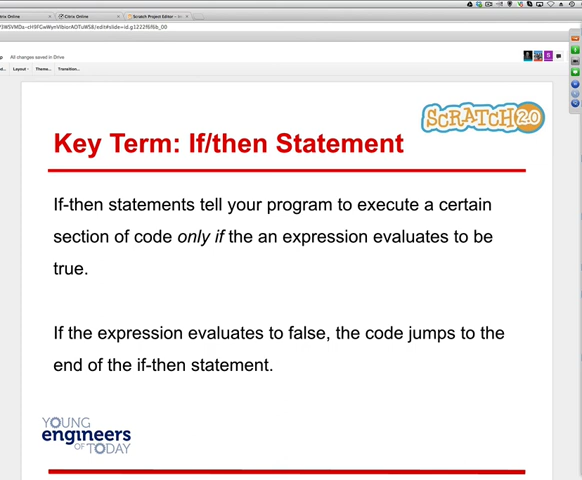 Citrix Online
Scratch Project Editor
All changes saved in Drive
Layout
Theme...
Transition...
SCRATCH 2.0
Key Term: If/then Statement
If-then statements tell your program to execute a certain
section of code only if the an expression evaluates to be
true.
If the expression evaluates to false, the code jumps to the
end of the if-then statement.
YOUNG
engineers
OF TODAY